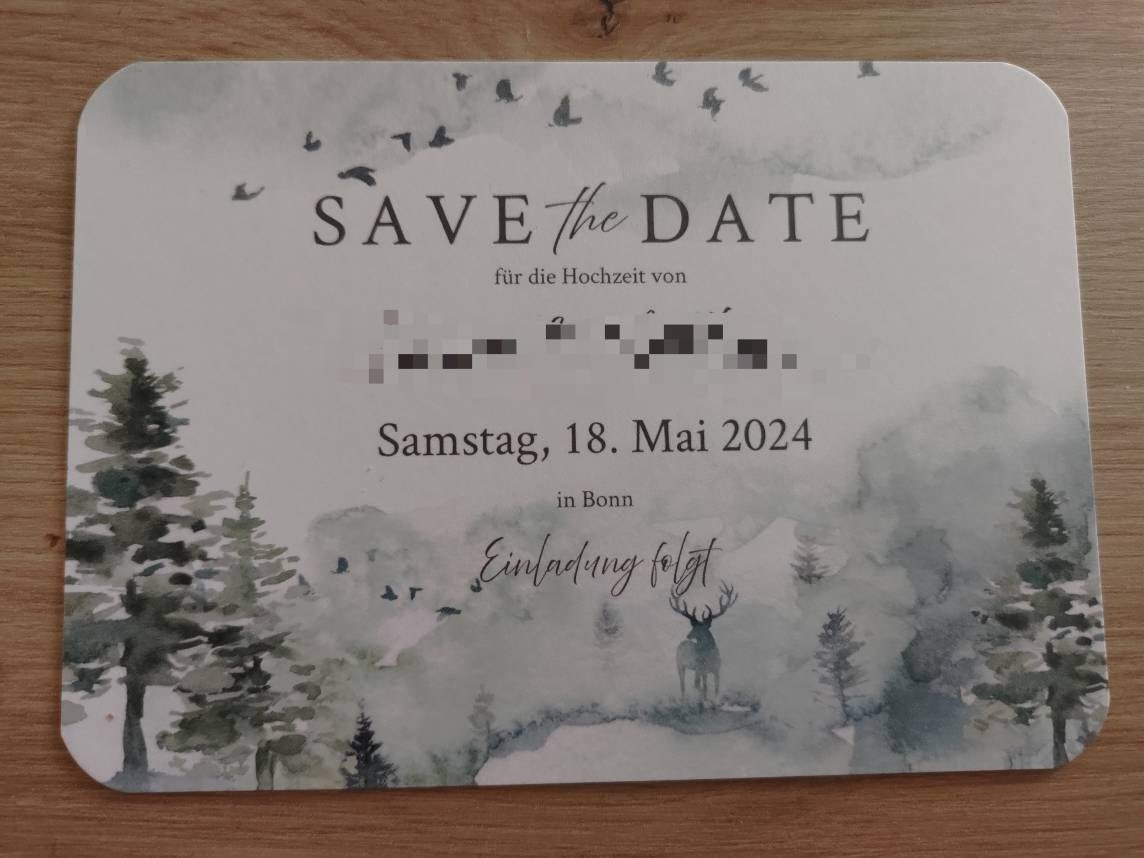 SAVE the DATE
für die Hochzeit von
Samstag, 18. Mai 2024
in Bonn
Einladung folgt